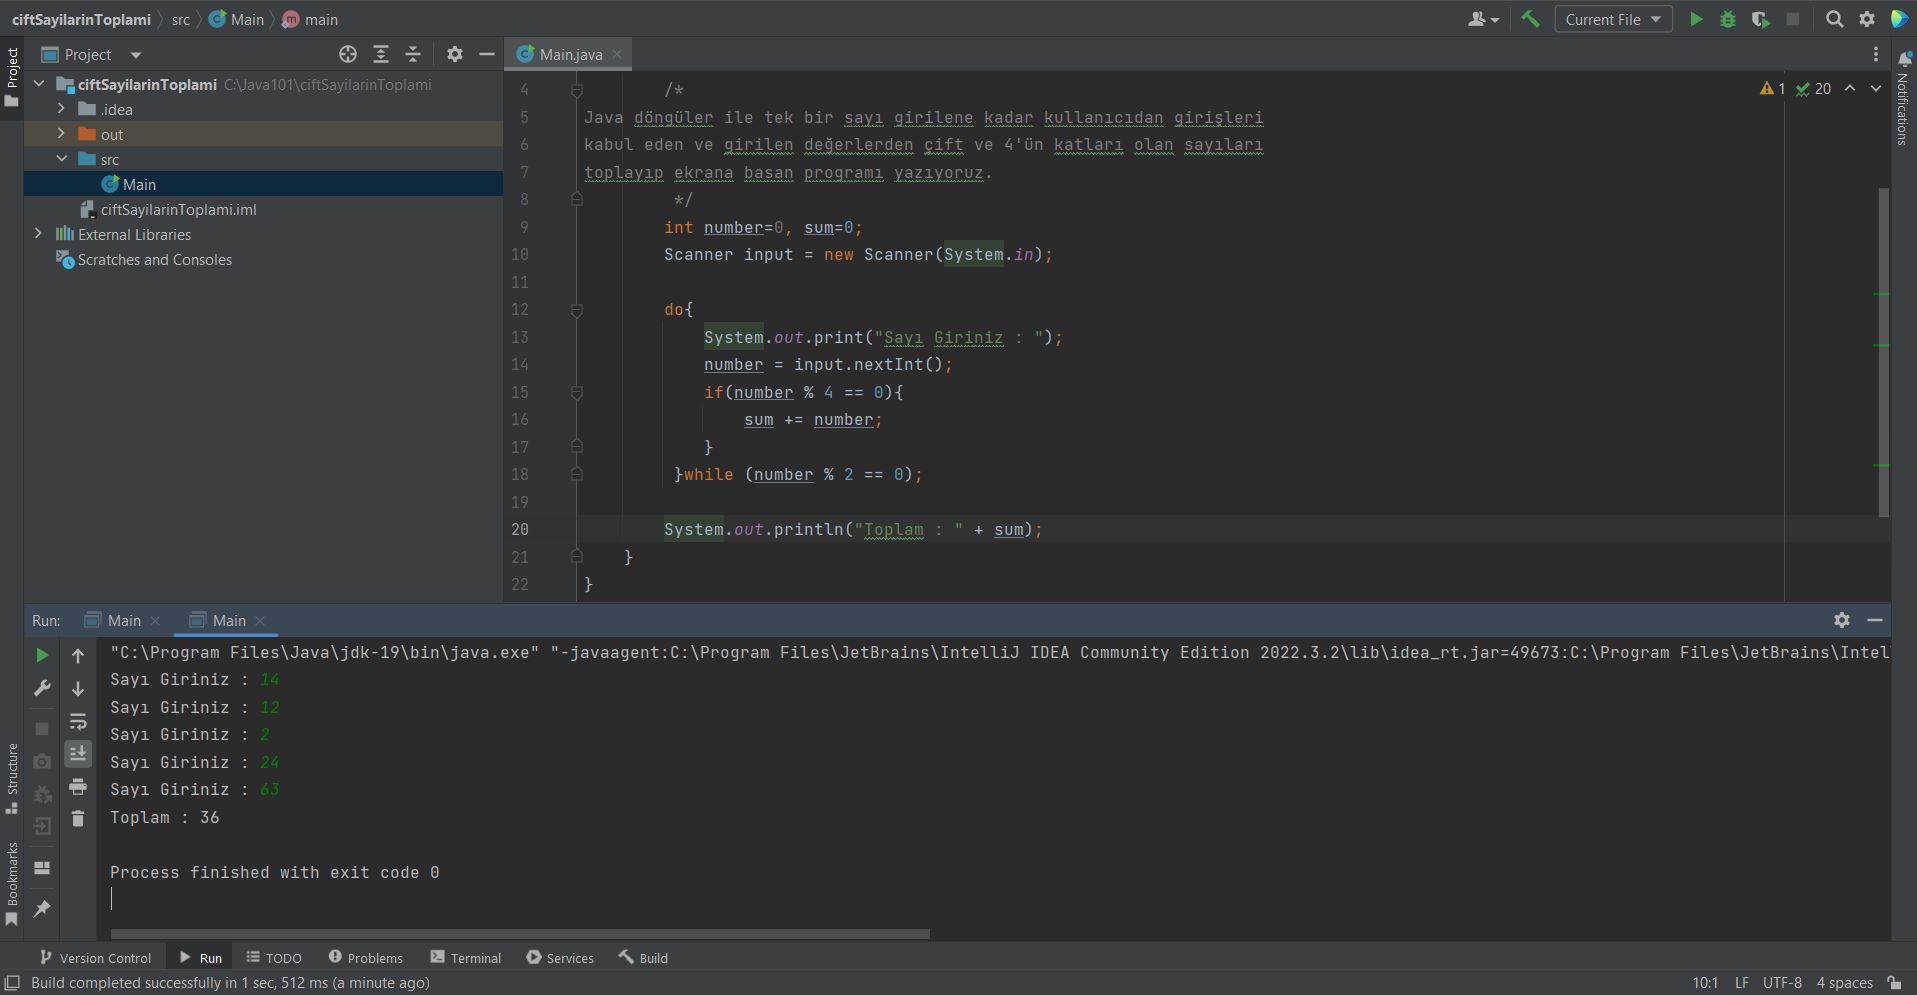 ciftSayilarinToplami src Main main
Current File
Project
Main.java
ciftSayilarinToplami C:\Java101\ciftSayilarinToplami
.idea
out
src
Main
ciftSayilarinToplami.iml
External Libraries
Scratches and Consoles
Project
Structure
Bookmarks
Notifications
1 20
4 /*
5 Java döngüler ile tek bir sayı girilene kadar kullanıcıdan girişleri
6 kabul eden ve girilen değerlerden çift ve 4'ün katları olan sayıları
7 toplayıp ekrana basan programı yazıyoruz.
8 */
9 int number=0, sum=0;
10 Scanner input = new Scanner(System.in);
11
12 do{
13 System.out.print("Sayı Giriniz : ");
14 number = input.nextInt();
15 if(number % 4 == 0){
16 sum += number;
17 }
18 }while (number % 2 == 0);
19
20 System.out.println("Toplam : " + sum);
21 }
22 }
Run: Main Main
"C:\Program Files\Java\jdk-19\bin\java.exe" "-javaagent:C:\Program Files\JetBrains\IntelliJ IDEA Community Edition 2022.3.2\lib\idea_rt.jar=49673:C:\Program Files\JetBrains\Intel
Sayı Giriniz : 14
Sayı Giriniz : 12
Sayı Giriniz : 2
Sayı Giriniz : 24
Sayı Giriniz : 63
Toplam : 36
Process finished with exit code 0
Version Control Run TODO Problems Terminal Services Build
Build completed successfully in 1 sec, 512 ms (a minute ago)
10:1 LF UTF-8 4 spaces